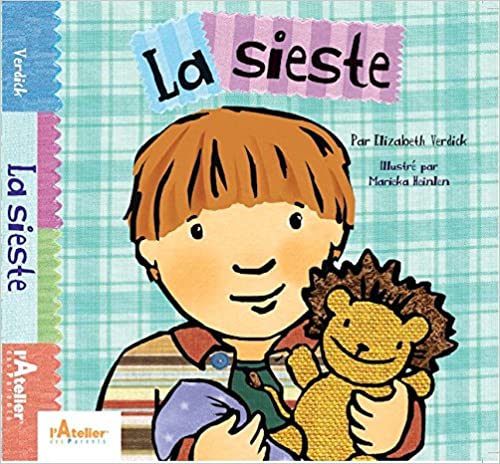 La sieste
Par Elizabeth Verdick
Illustré par
Marieka Heinlen
Verdick
La sieste
l'Atelier
des Parents
l'Atelier
des Parents